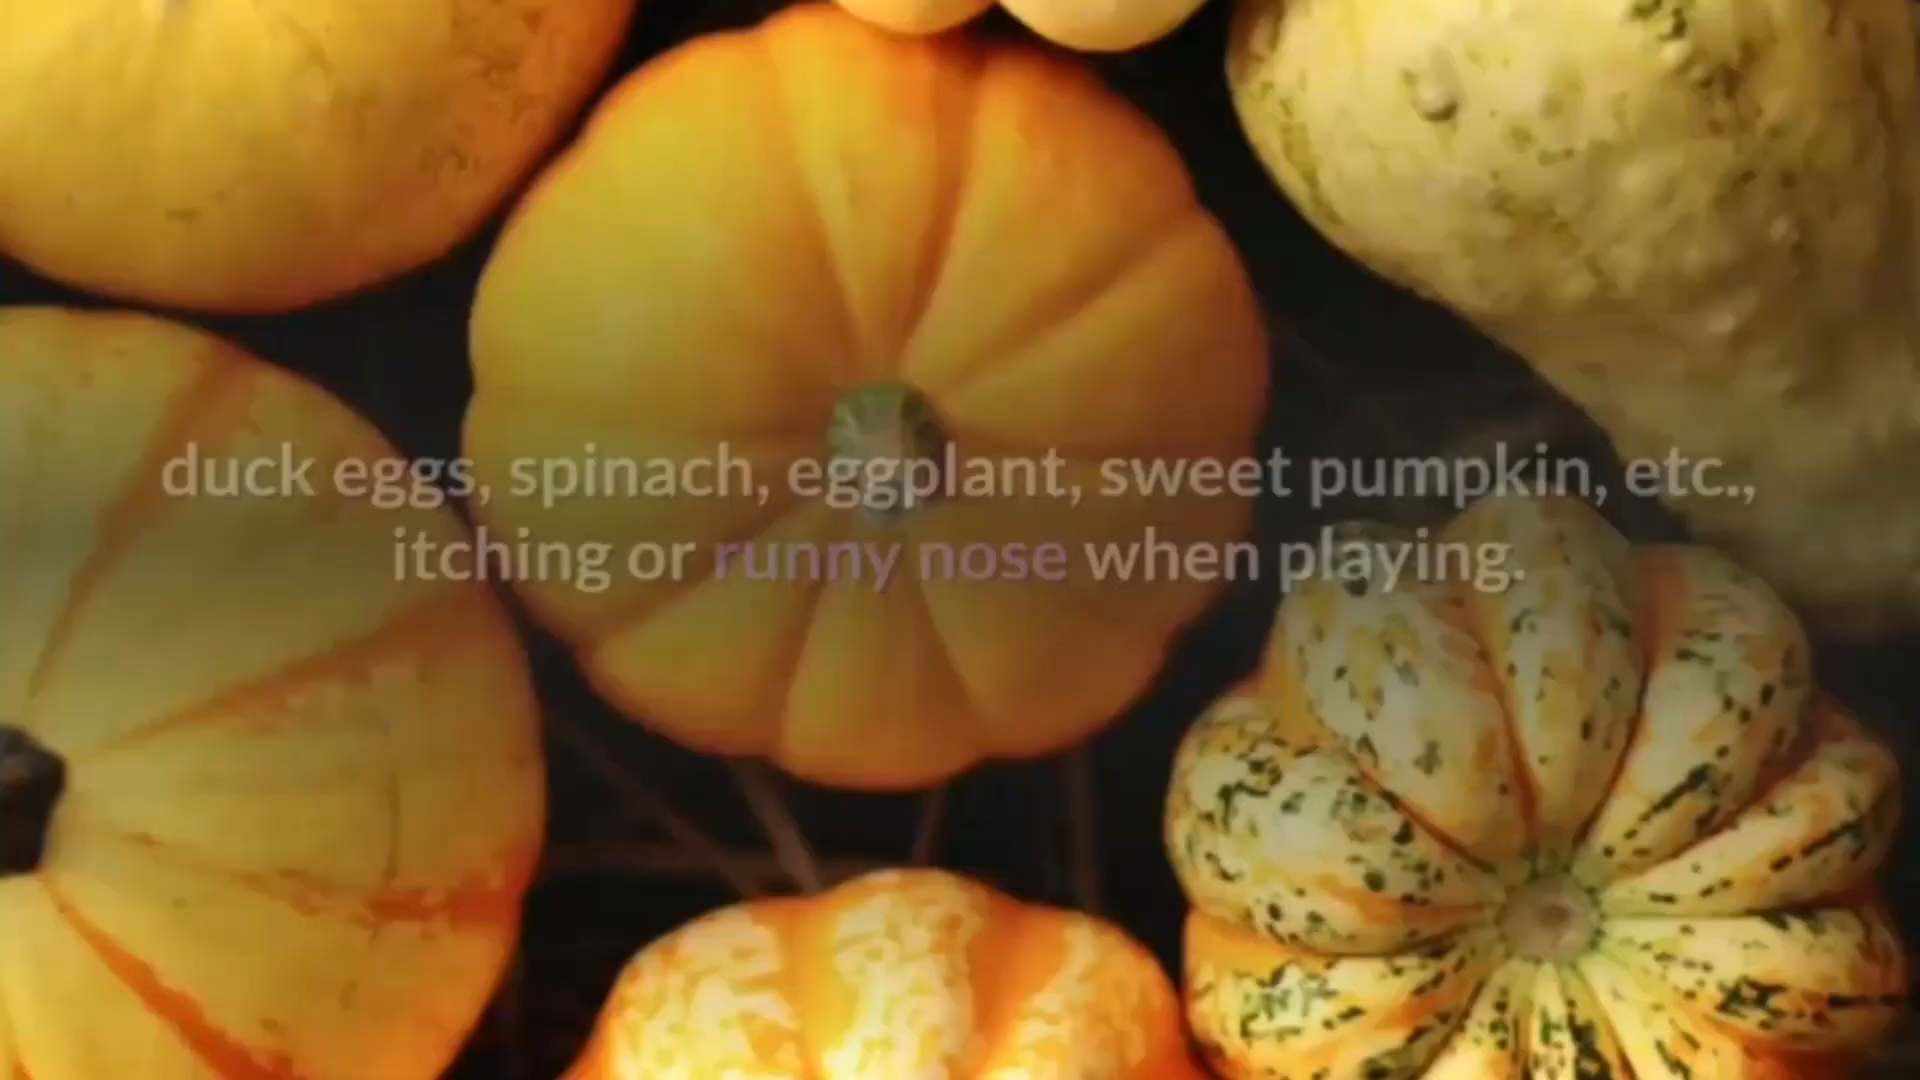 duck eggs, spinach, eggplant, sweet pumpkin, etc.,
itching or runny nose when playing.